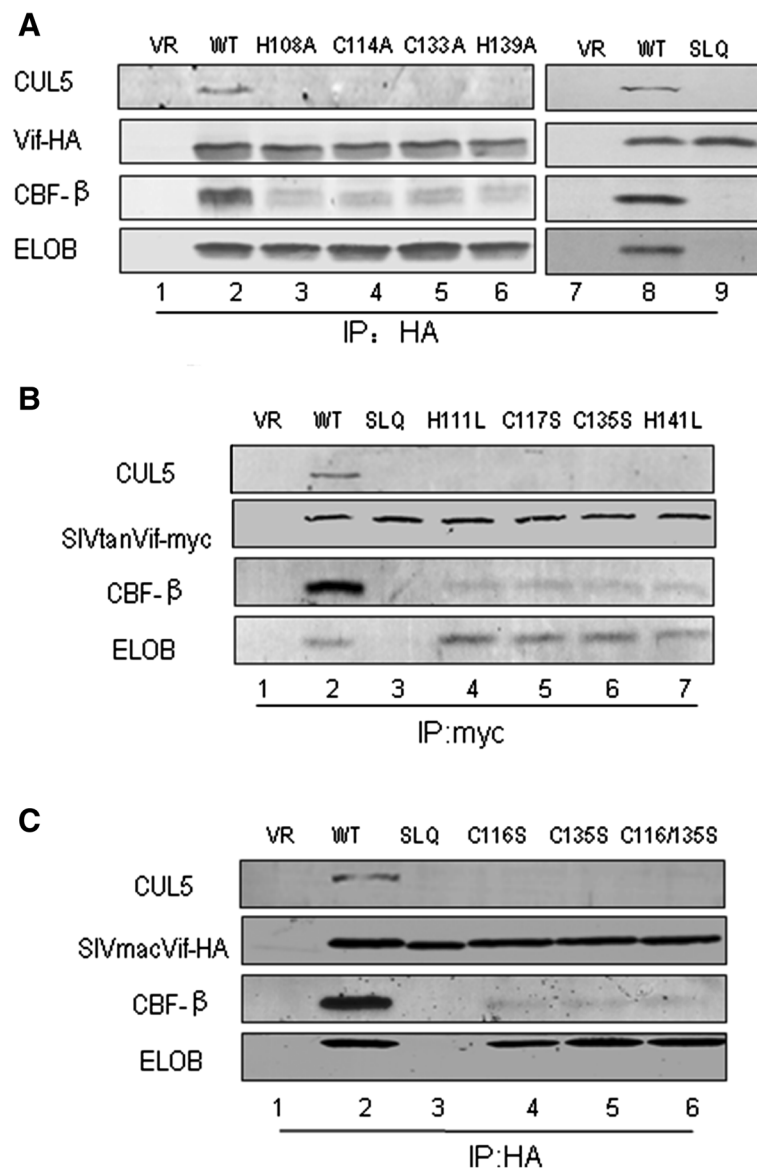 A
VR WT H108A C114A C133A H139A VR WT SLQ
CUL5
Vif-HA
CBF-β
ELOB
1 2 3 4 5 6 7 8 9
IP: HA
B
VR WT SLQ H111L C117S C135S H141L
CUL5
SIVtanVif-myc
CBF-β
ELOB
1 2 3 4 5 6 7
IP:myc
C
VR WT SLQ C116S C135S C116/135S
CUL5
SIVmacVif-HA
CBF-β
ELOB
1 2 3 4 5 6
IP:HA